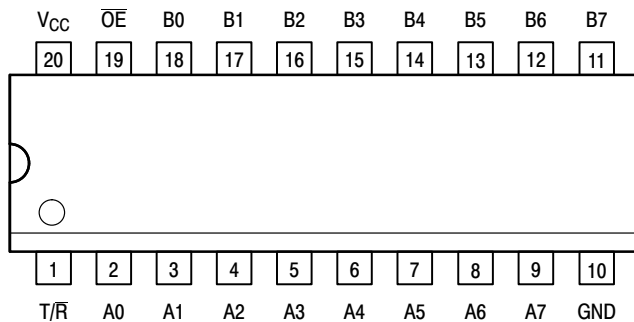 VCC O̅E̅ B0 B1 B2 B3 B4 B5 B6 B7
20 19 18 17 16 15 14 13 12 11
1 2 3 4 5 6 7 8 9 10
T/R̅ A0 A1 A2 A3 A4 A5 A6 A7 GND